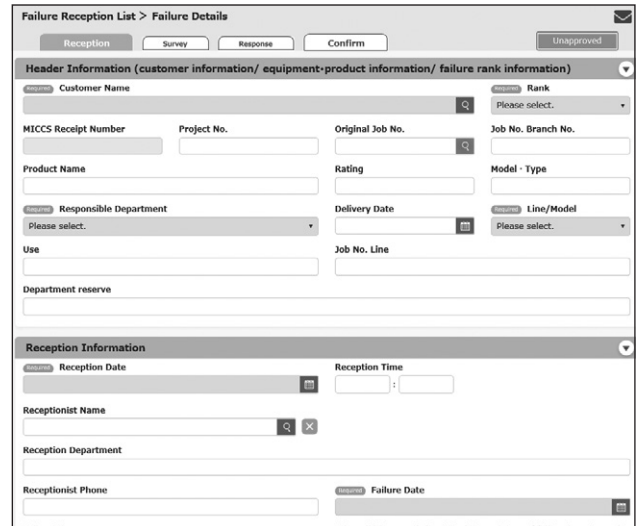 Failure Reception List > Failure Details
Reception Survey Response Confirm Unapproved
Header Information (customer information/ equipment·product information/ failure rank information)
Required Customer Name Required Rank
Please select.
MICCS Receipt Number Project No. Original Job No. Job No. Branch No.
Product Name Rating Model · Type
Required Responsible Department Delivery Date Required Line/Model
Please select. Please select.
Use Job No. Line
Department reserve
Reception Information
Required Reception Date Reception Time
:
Receptionist Name
Reception Department
Receptionist Phone Required Failure Date